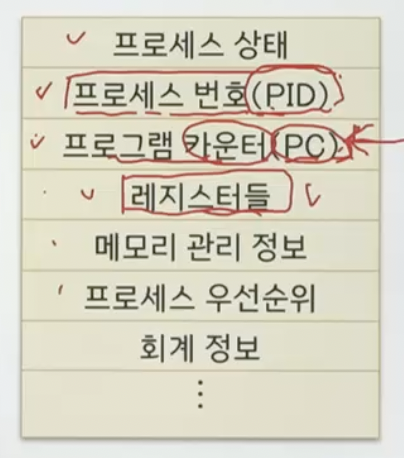 프로세스 상태
프로세스 번호(PID)
프로그램 카운터(PC)
레지스터들
메모리 관리 정보
프로세스 우선순위
회계 정보
⋮